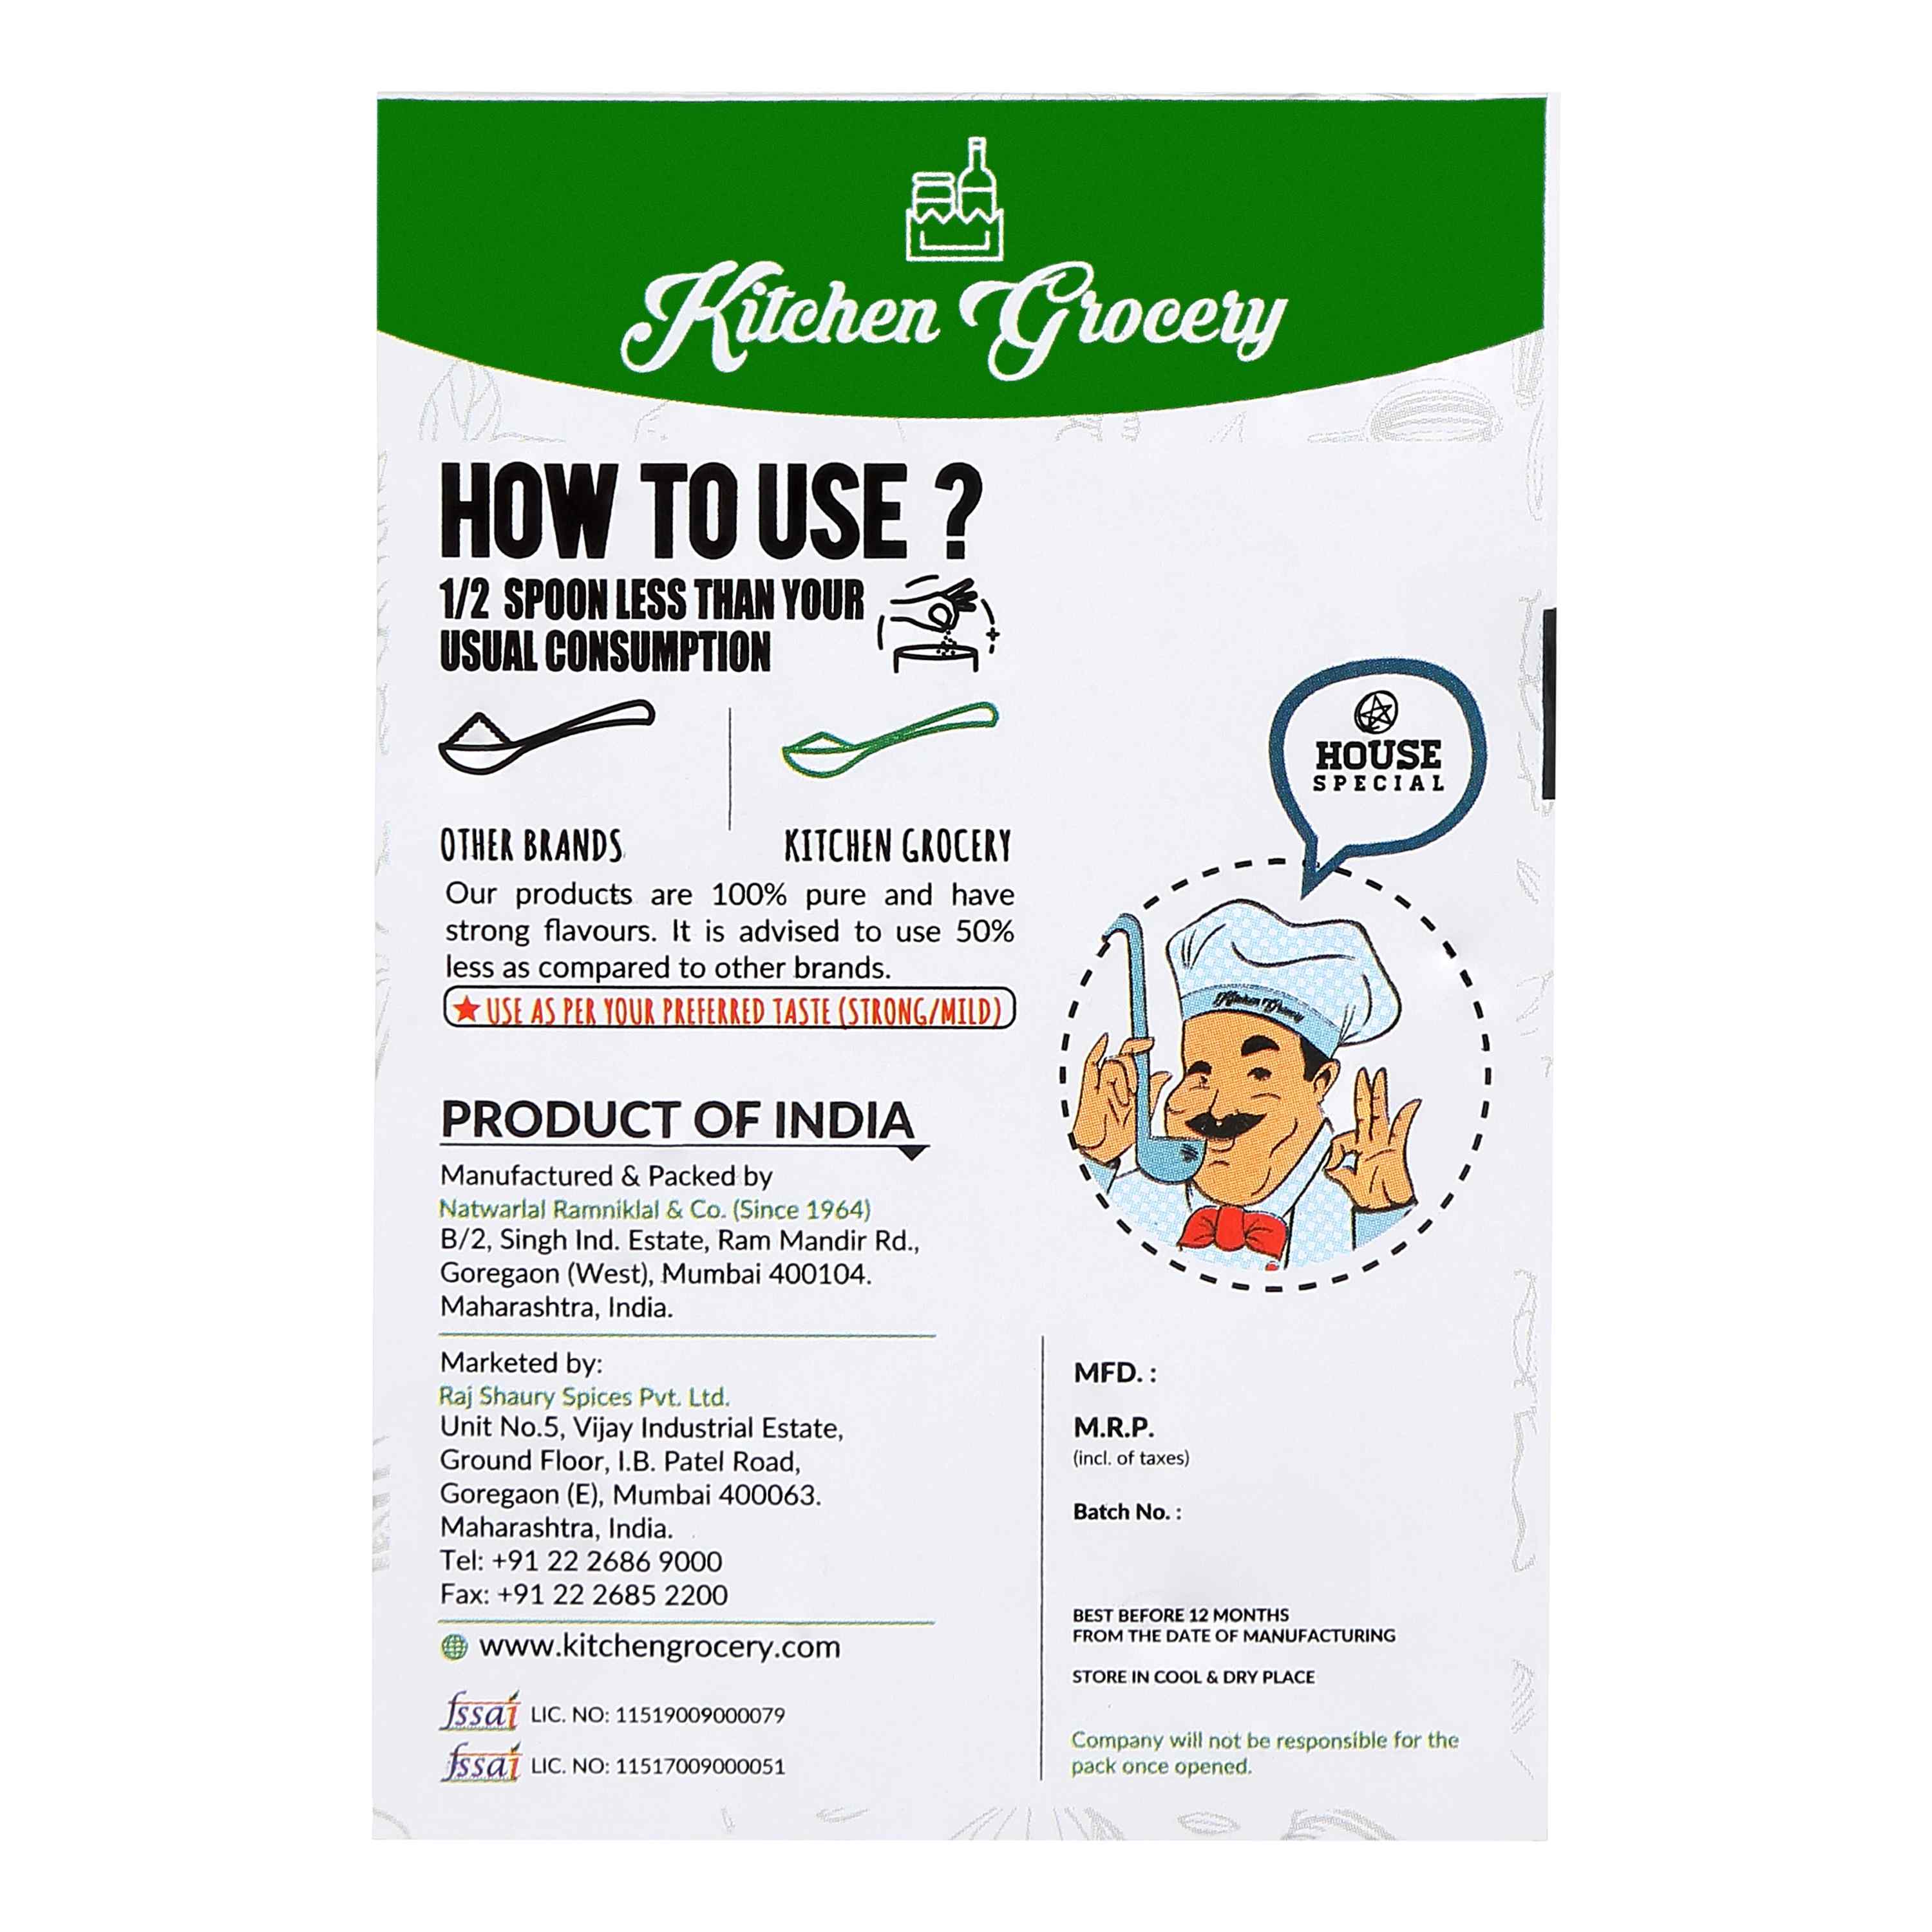 Kitchen Grocery
HOW TO USE ?
1/2 SPOON LESS THAN YOUR
USUAL CONSUMPTION
OTHER BRANDS
KITCHEN GROCERY
Our products are 100% pure and have
strong flavours. It is advised to use 50%
less as compared to other brands.
USE AS PER YOUR PREFERRED TASTE (STRONG/MILD)
HOUSE
SPECIAL
Kitchen Grocery
PRODUCT OF INDIA
Manufactured & Packed by
Natwarlal Ramniklal & Co. (Since 1964)
B/2, Singh Ind. Estate, Ram Mandir Rd.,
Goregaon (West), Mumbai 400104.
Maharashtra, India.
Marketed by:
Raj Shaury Spices Pvt. Ltd.
Unit No.5, Vijay Industrial Estate,
Ground Floor, I.B. Patel Road,
Goregaon (E), Mumbai 400063.
Maharashtra, India.
Tel: +91 22 2686 9000
Fax: +91 22 2685 2200
www.kitchengrocery.com
fssai LIC. NO: 11519009000079
fssai LIC. NO: 11517009000051
MFD. :
M.R.P.
(incl. of taxes)
Batch No. :
BEST BEFORE 12 MONTHS
FROM THE DATE OF MANUFACTURING
STORE IN COOL & DRY PLACE
Company will not be responsible for the
pack once opened.